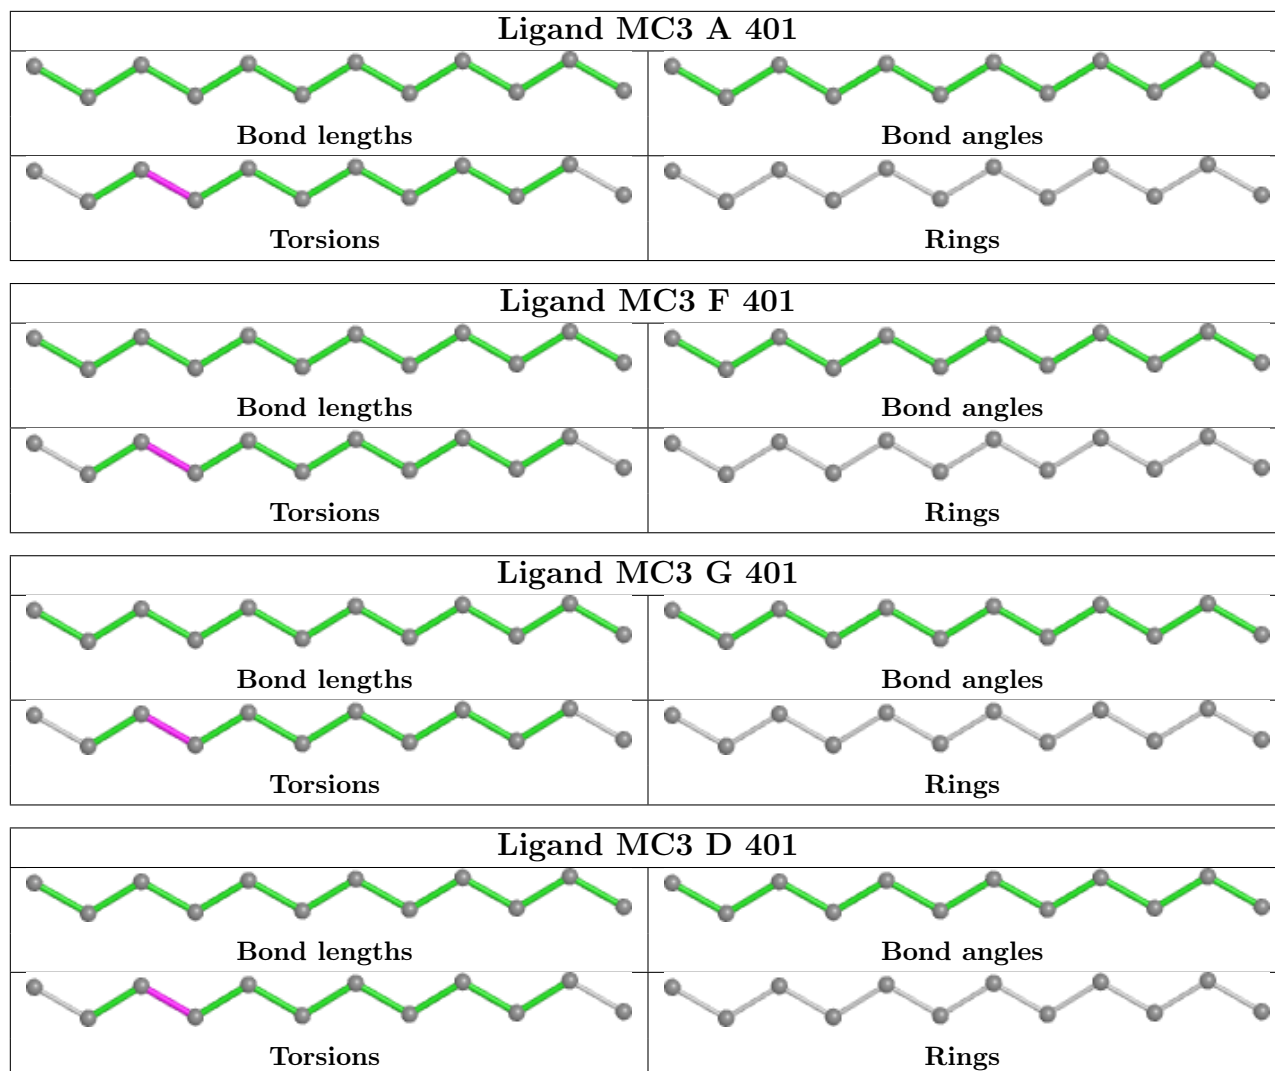 Ligand MC3 A 401
Bond lengths
Bond angles
Torsions
Rings
Ligand MC3 F 401
Bond lengths
Bond angles
Torsions
Rings
Ligand MC3 G 401
Bond lengths
Bond angles
Torsions
Rings
Ligand MC3 D 401
Bond lengths
Bond angles
Torsions
Rings